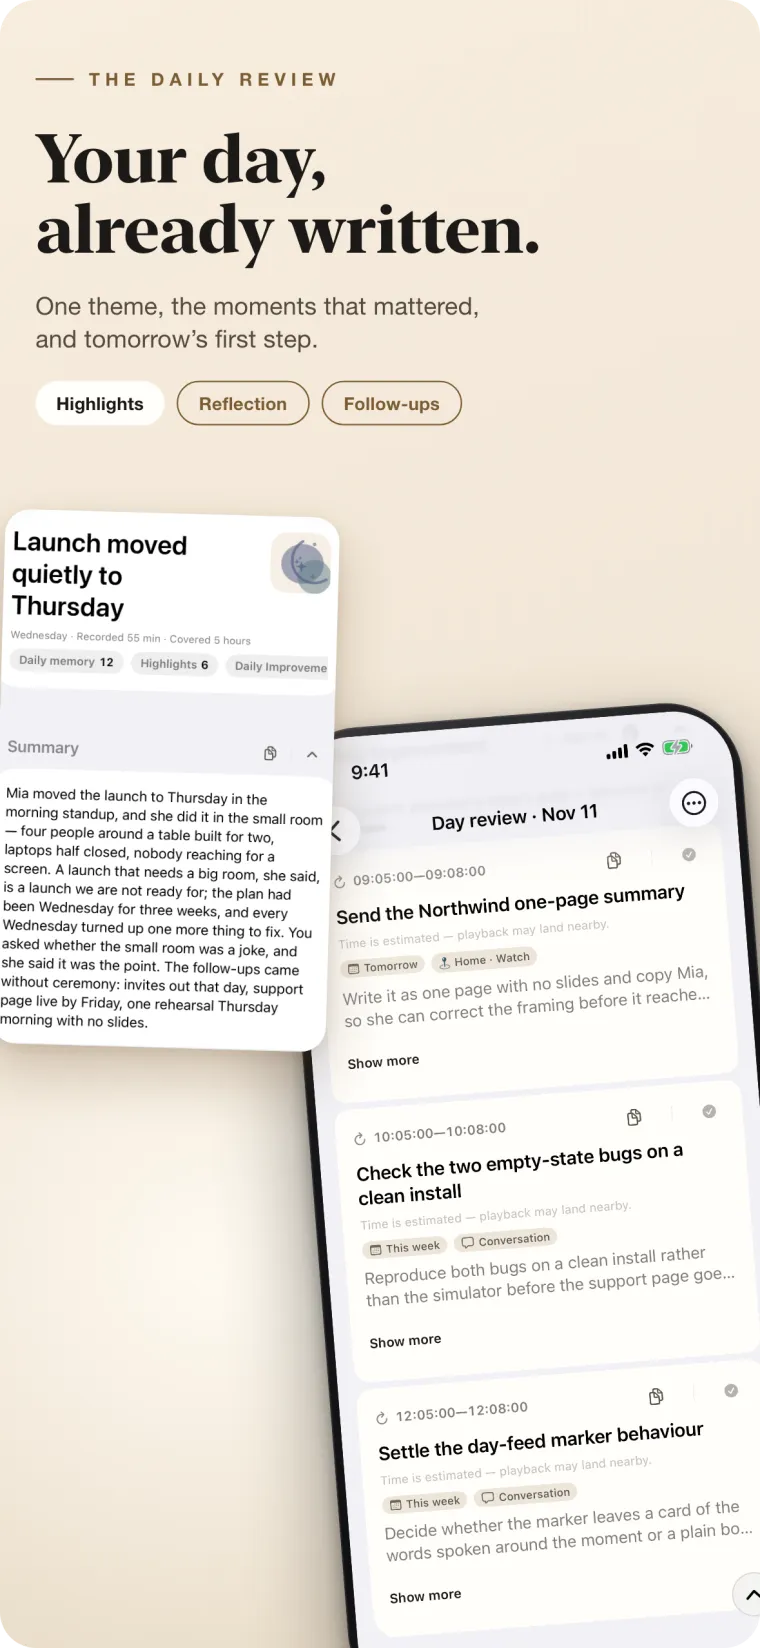 THE DAILY REVIEW
Your day,
already written.
One theme, the moments that mattered,
and tomorrow’s first step.
Highlights
Reflection
Follow-ups
Launch moved
quietly to
Thursday
Wednesday · Recorded 55 min · Covered 5 hours
Daily memory 12
Highlights 6
Daily Improveme
Summary
Mia moved the launch to Thursday in the
morning standup, and she did it in the small room
— four people around a table built for two,
laptops half closed, nobody reaching for a
screen. A launch that needs a big room, she said,
is a launch we are not ready for; the plan had
been Wednesday for three weeks, and every
Wednesday turned up one more thing to fix. You
asked whether the small room was a joke, and
she said it was the point. The follow-ups came
without ceremony: invites out that day, support
page live by Friday, one rehearsal Thursday
morning with no slides.
9:41
Day review · Nov 11
09:05:00—09:08:00
Send the Northwind one-page summary
Time is estimated — playback may land nearby.
Tomorrow
Home · Watch
Write it as one page with no slides and copy Mia,
so she can correct the framing before it reache...
Show more
10:05:00—10:08:00
Check the two empty-state bugs on a
clean install
Time is estimated — playback may land nearby.
This week
Conversation
Reproduce both bugs on a clean install rather
than the simulator before the support page goe...
Show more
12:05:00—12:08:00
Settle the day-feed marker behaviour
Time is estimated — playback may land nearby.
This week
Conversation
Decide whether the marker leaves a card of the
words spoken around the moment or a plain bo...
Show more